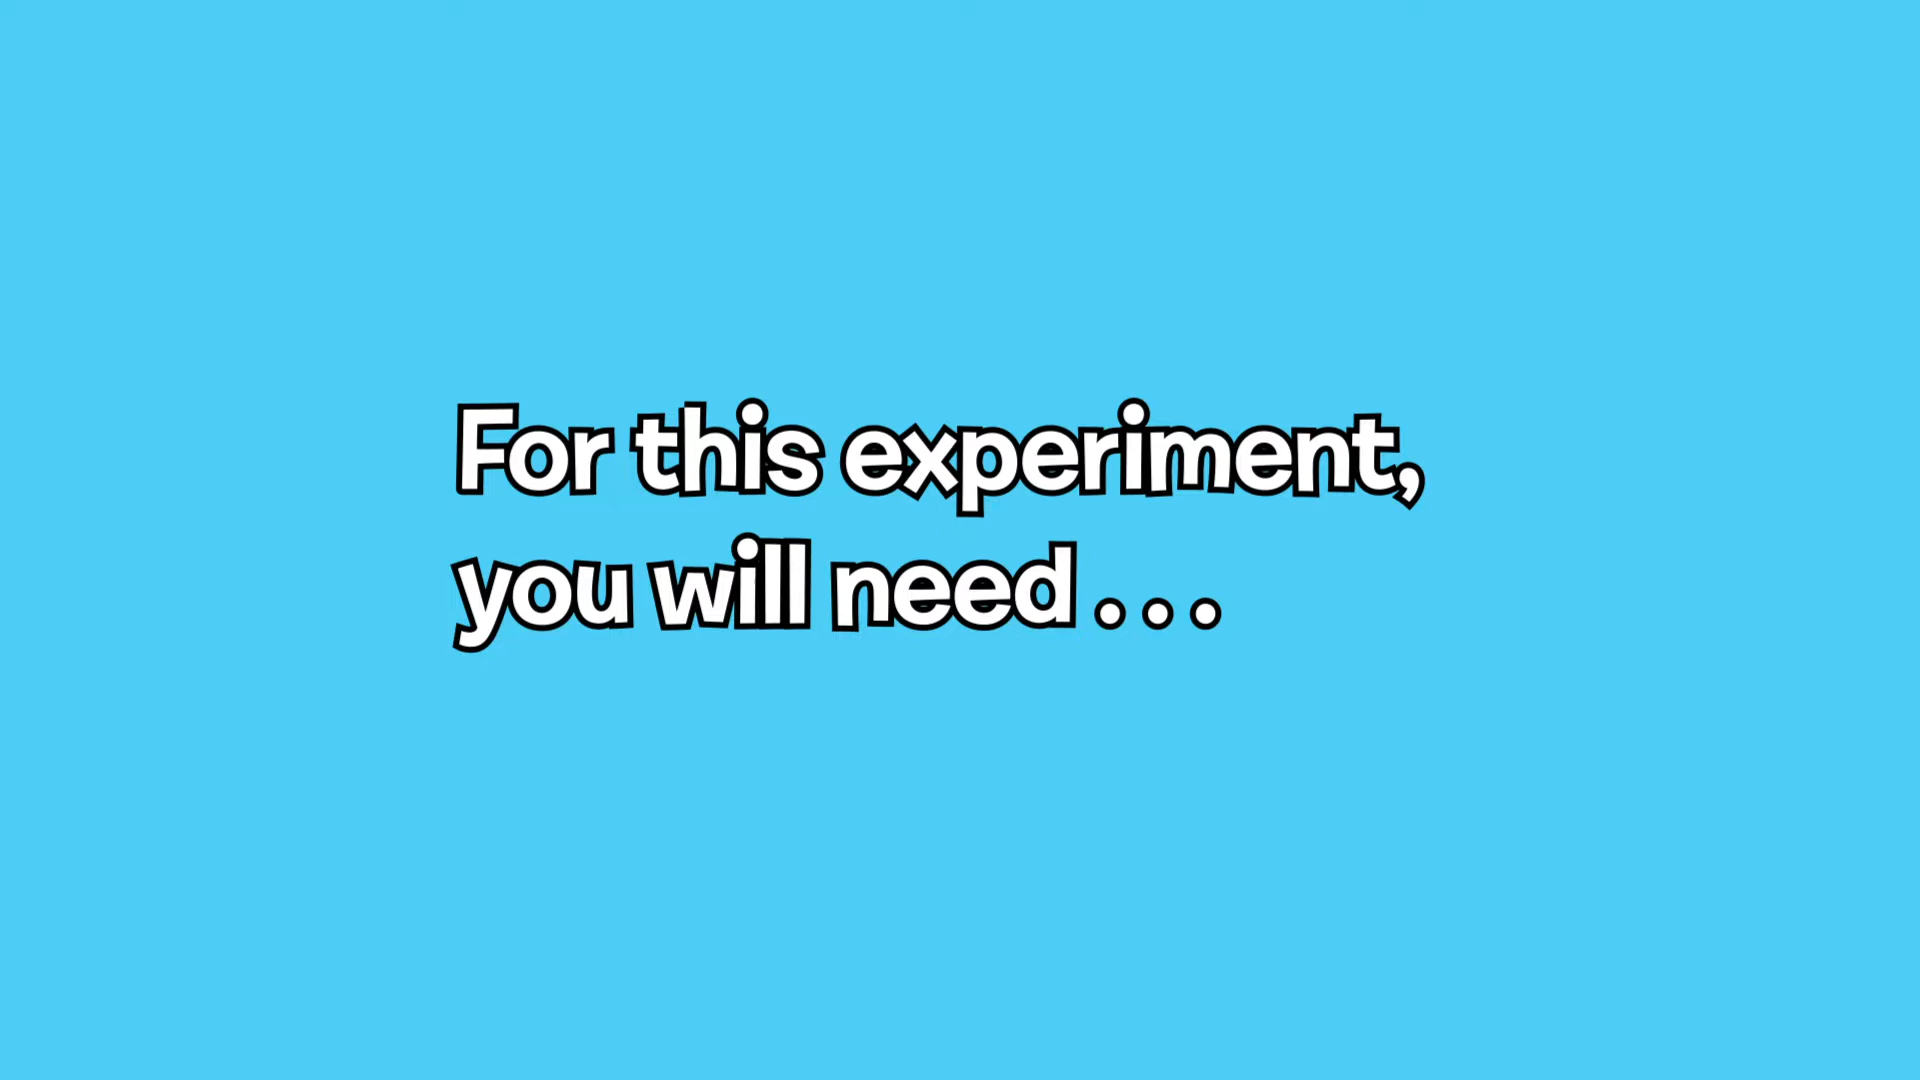 For this experiment,
you will need . . .